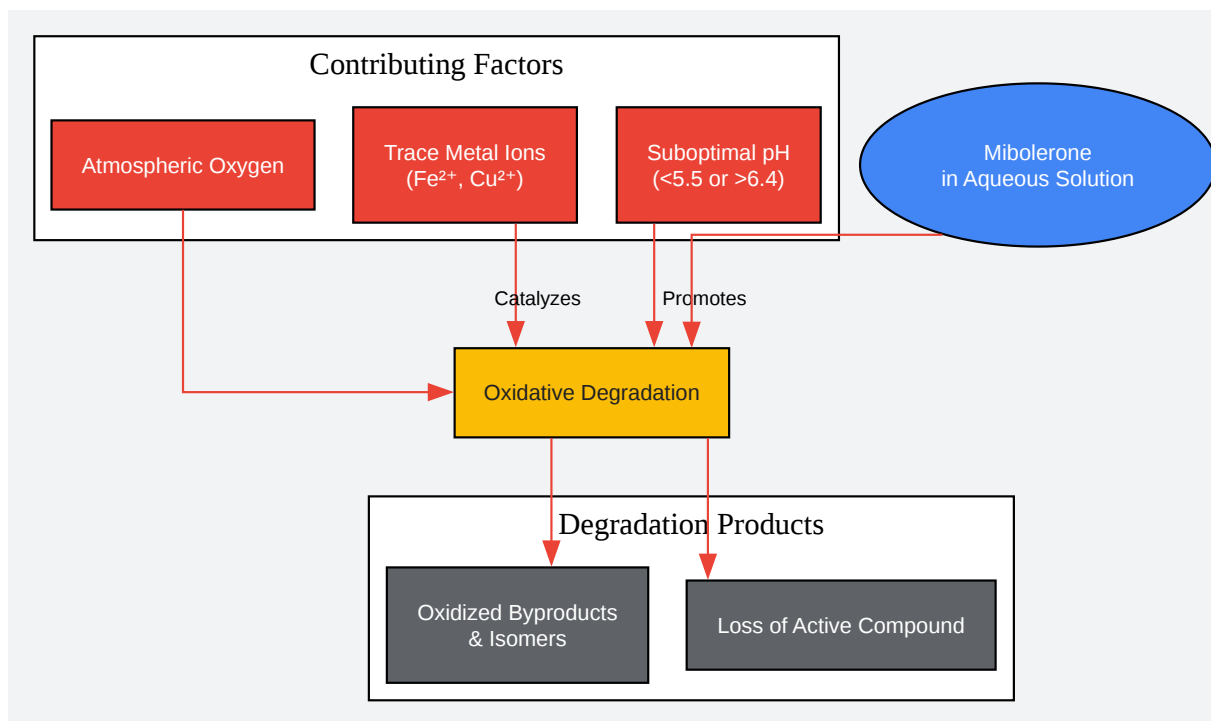 Contributing Factors
Atmospheric Oxygen
Trace Metal Ions
(Fe²⁺, Cu²⁺)
Suboptimal pH
(<5.5 or >6.4)
Mibolerone
in Aqueous Solution
Catalyzes
Promotes
Oxidative Degradation
Degradation Products
Oxidized Byproducts
& Isomers
Loss of Active Compound